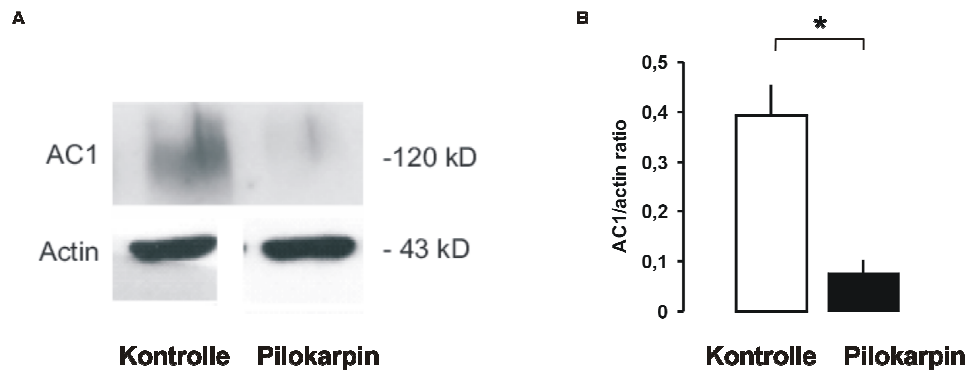 A
AC1
-120 kD
Actin
- 43 kD
Kontrolle Pilokarpin
B
*
0,5
0,4
0,3
0,2
0,1
0
AC1/actin ratio
Kontrolle Pilokarpin